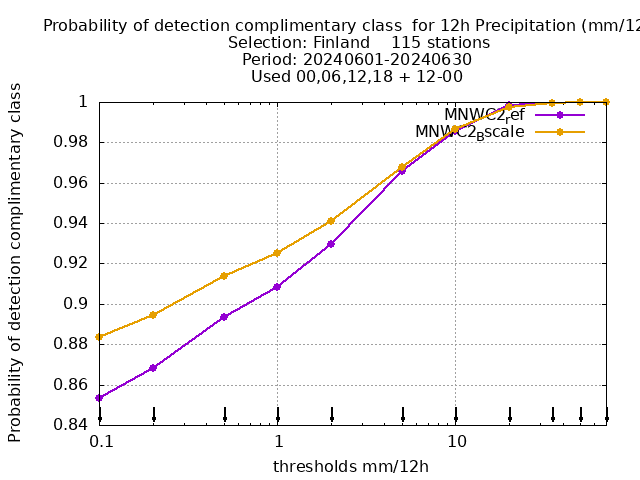 Probability of detection complimentary class for 12h Precipitation (mm/12
Selection: Finland 115 stations
Period: 20240601-20240630
Used 00,06,12,18 + 12-00
Probability of detection complimentary class
1
0.98
0.96
0.94
0.92
0.9
0.88
0.86
0.84
MNWC2ref
MNWC2Bscale
0.1
1
10
thresholds mm/12h